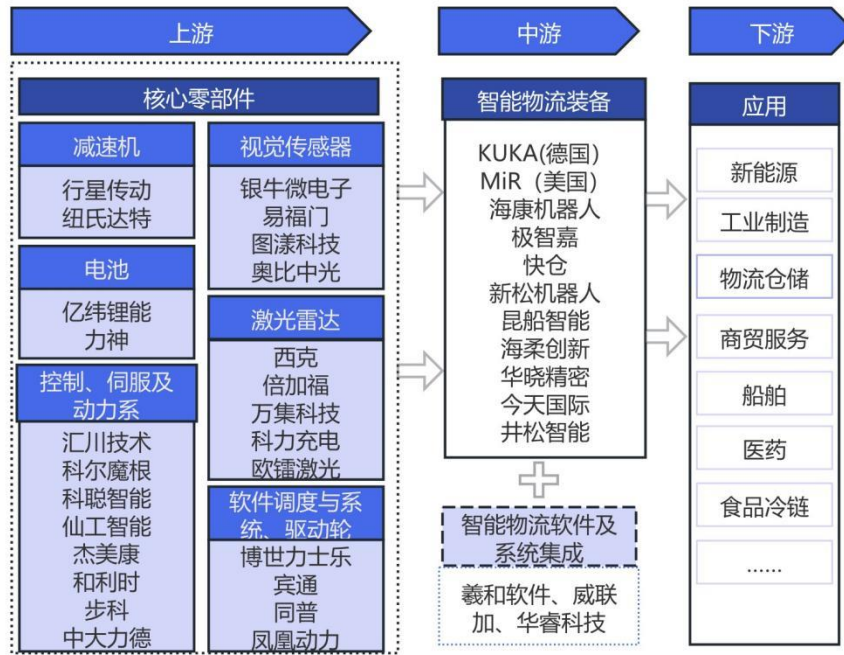 上游
中游
下游
核心零部件
减速机
行星传动
纽氏达特
电池
亿纬锂能
力神
控制、伺服及
动力系
汇川技术
科尔魔根
科聪智能
仙工智能
杰美康
和利时
步科
中大力德
视觉传感器
银牛微电子
易福门
图漾科技
奥比中光
激光雷达
西克
倍加福
万集科技
科力充电
欧镭激光
软件调度与系
统、驱动轮
博世力士乐
宾通
同普
凤凰动力
智能物流装备
KUKA(德国）
MiR（美国）
海康机器人
极智嘉
快仓
新松机器人
昆船智能
海柔创新
华晓精密
今天国际
井松智能
智能物流软件及
系统集成
羲和软件、威联
加、华睿科技
应用
新能源
工业制造
物流仓储
商贸服务
船舶
医药
食品冷链
......